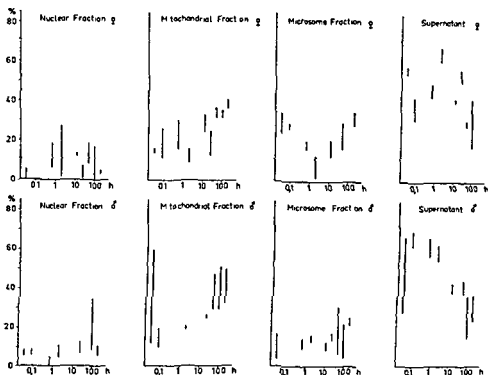 %
80
60
40
20
0
Nuclear Fraction ♀
0.1 1 10 100 h
Mitochondrial Fraction ♀
0.1 1 10 100 h
Microsome Fraction ♀
0,1 1 10 100 h
Supernatant ♀
0,1 1 10 100 h
%
80
60
40
20
0
Nuclear Fraction ♂
0.1 1 10 100 h
Mitochondrial Fraction ♂
0.1 1 10 100 h
Microsome Fraction ♂
0.1 1 10 100 h
Supernatant ♂
0.1 1 10 100 h